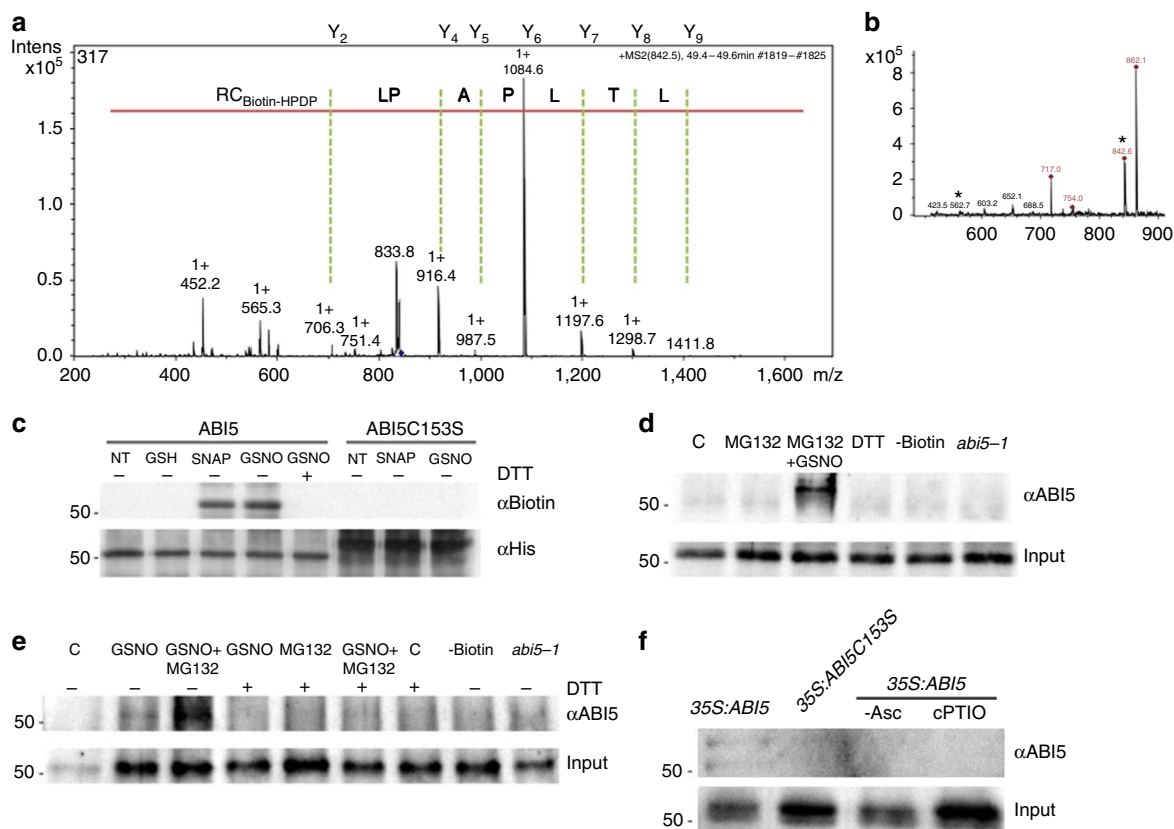 a
Y2 Y4 Y5 Y6 Y7 Y8 Y9
Intens
x10^5
317
+MS2(842.5), 49.4–49.6min #1819–#1825
RC Biotin-HPDP LP A P L T L
1.5
1.0
0.5
0.0
1+
452.2
1+
565.3
1+
706.3
1+
751.4
833.8
1+
916.4
1+
987.5
1+
1084.6
1+
1197.6
1+
1298.7
1411.8
200 400 600 800 1,000 1,200 1,400 1,600 m/z
b
x10^5
8
6
4
2
0
423.5 562.7 603.2 652.1 688.5 717.0 754.0 842.6 862.1
* *
600 700 800 900
c
ABI5 ABI5C153S
NT GSH SNAP GSNO GSNO NT SNAP GSNO
– – – – + – – – DTT
50 - αBiotin
50 - αHis
d
C MG132 MG132 DTT -Biotin abi5–1
+GSNO
50 - αABI5
50 - Input
e
C GSNO GSNO+ GSNO MG132 GSNO+ C -Biotin abi5–1
MG132 MG132
– – – + + + + – – DTT
50 - αABI5
50 - Input
f
35S:ABI5 35S:ABI5C153S 35S:ABI5
-Asc cPTIO
50 - αABI5
50 - Input